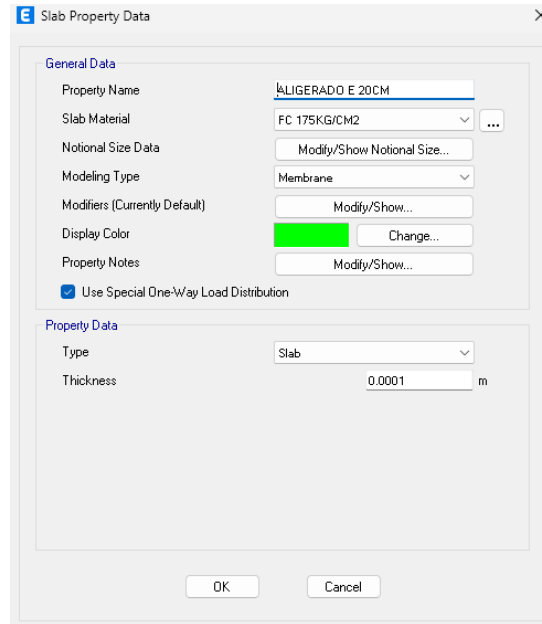 E Slab Property Data
General Data
Property Name ALIGERADO E 20CM
Slab Material FC 175KG/CM2 ...
Notional Size Data Modify/Show Notional Size...
Modeling Type Membrane
Modifiers (Currently Default) Modify/Show...
Display Color Change...
Property Notes Modify/Show...
Use Special One-Way Load Distribution
Property Data
Type Slab
Thickness 0.0001 m
OK Cancel